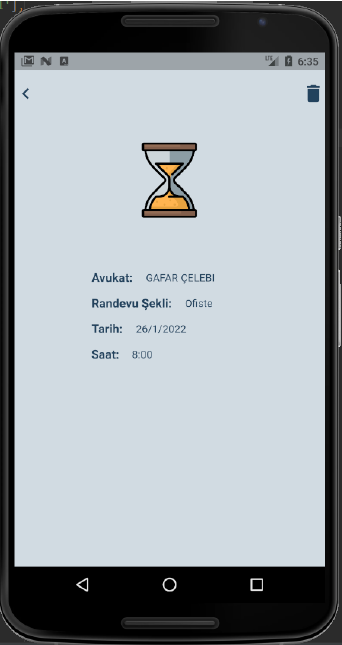 6:35
Avukat: GAFAR ÇELEBI
Randevu Şekli: Ofiste
Tarih: 26/1/2022
Saat: 8:00